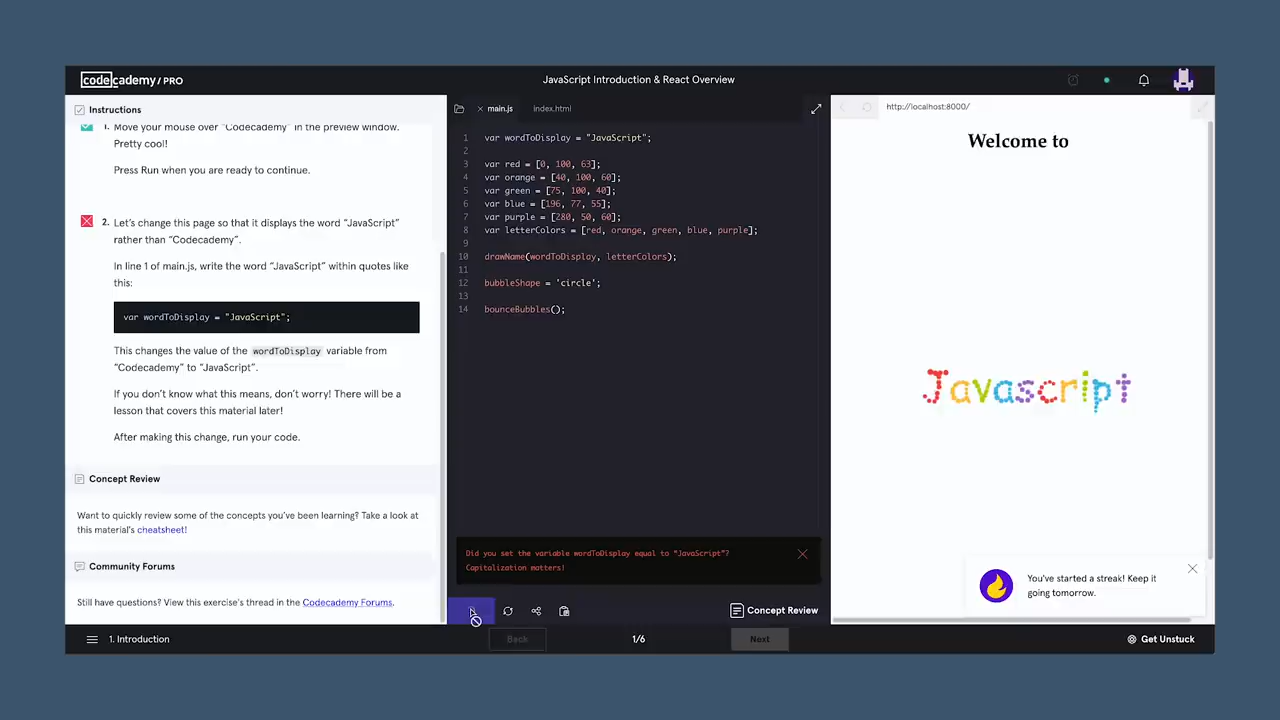 codecademy/PRO
JavaScript Introduction & React Overview
Instructions
1. Move your mouse over "Codecademy" in the preview window.
Pretty cool!
Press Run when you are ready to continue.
2. Let's change this page so that it displays the word "JavaScript"
rather than "Codecademy".
In line 1 of main.js, write the word "JavaScript" within quotes like
this:
var wordToDisplay = "JavaScript";
This changes the value of the wordToDisplay variable from
"Codecademy" to "JavaScript".
If you don't know what this means, don't worry! There will be a
lesson that covers this material later!
After making this change, run your code.
Concept Review
Want to quickly review some of the concepts you've been learning? Take a look at
this material's cheatsheet!
Community Forums
Still have questions? View this exercise's thread in the Codecademy Forums.
main.js
index.html
1 var wordToDisplay = "JavaScript";
2
3 var red = [0, 100, 63];
4 var orange = [40, 100, 60];
5 var green = [75, 100, 40];
6 var blue = [196, 77, 55];
7 var purple = [280, 50, 60];
8 var letterColors = [red, orange, green, blue, purple];
9
10 drawName(wordToDisplay, letterColors);
11
12 bubbleShape = 'circle';
13
14 bounceBubbles();
Did you set the variable wordToDisplay equal to "JavaScript"?
Capitalization matters!
Concept Review
http://localhost:8000/
Welcome to
Javascript
You've started a streak! Keep it
going tomorrow.
1. Introduction
Back
1/6
Next
Get Unstuck